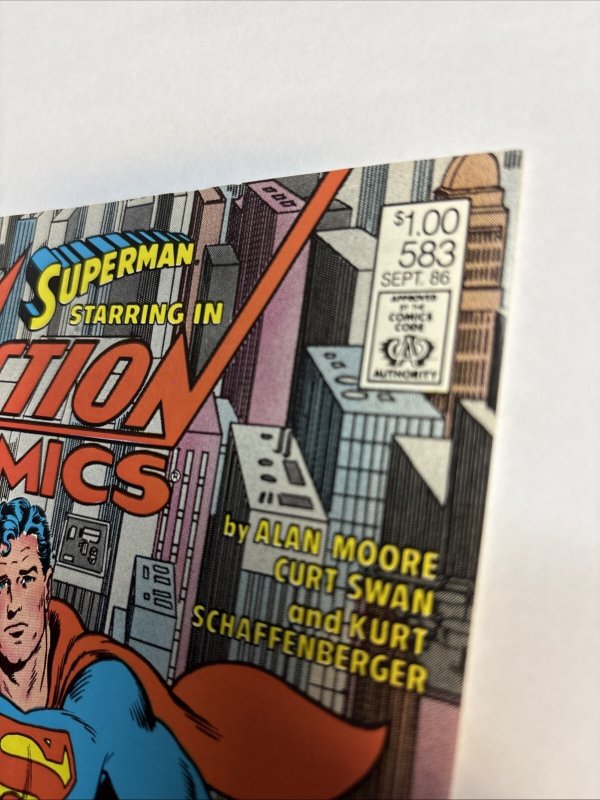 SUPERMAN
STARRING IN
CTION
MICS
$1.00
583
SEPT. 86
APPROVED
BY THE
COMICS
CODE
AUTHORITY
by ALAN MOORE
CURT SWAN
and KURT
SCHAFFENBERGER
S